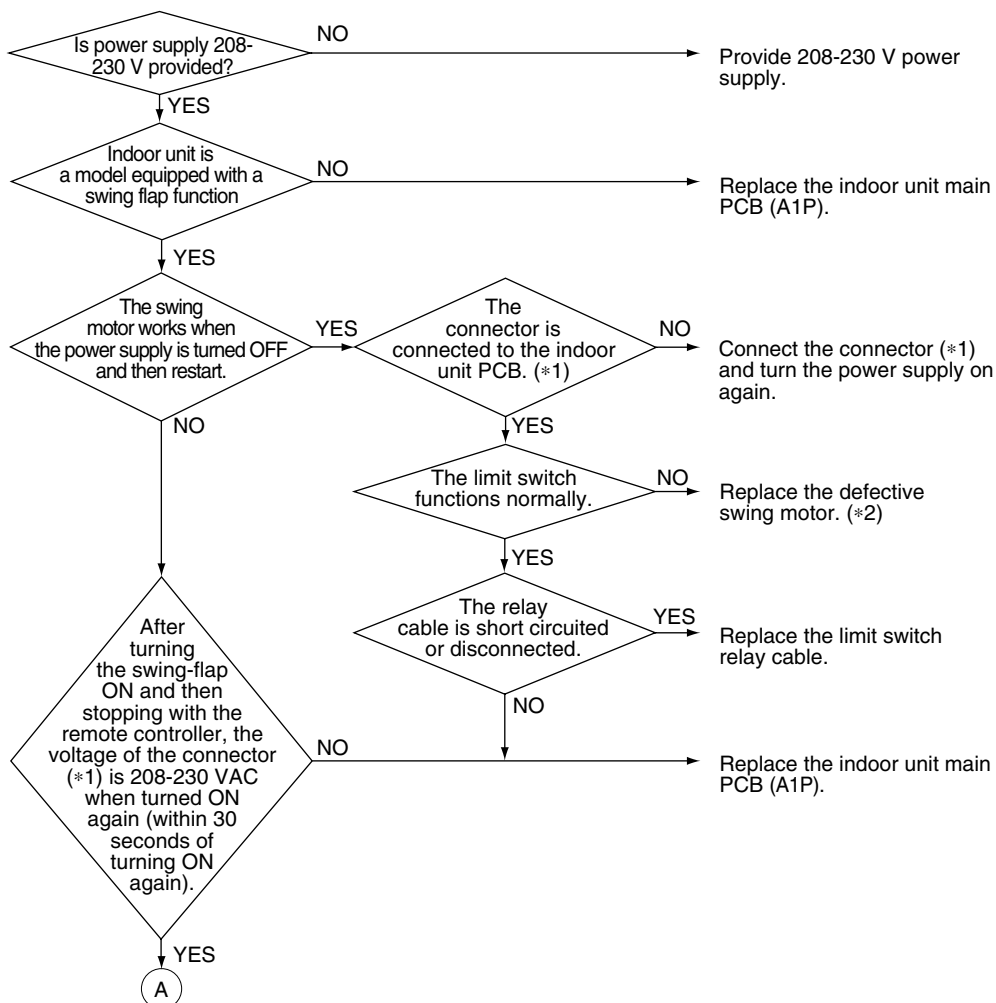 Is power supply 208-
230 V provided?
NO
Provide 208-230 V power
supply.
YES
Indoor unit is
a model equipped with a
swing flap function
NO
Replace the indoor unit main
PCB (A1P).
YES
The swing
motor works when
the power supply is turned OFF
and then restart.
YES
The
connector is
connected to the indoor
unit PCB. (*1)
NO
Connect the connector (*1)
and turn the power supply on
again.
NO
YES
The limit switch
functions normally.
NO
Replace the defective
swing motor. (*2)
YES
The relay
cable is short circuited
or disconnected.
YES
Replace the limit switch
relay cable.
NO
After
turning
the swing-flap
ON and then
stopping with the
remote controller, the
voltage of the connector
(*1) is 208-230 VAC
when turned ON
again (within 30
seconds of
turning ON
again).
NO
Replace the indoor unit main
PCB (A1P).
YES
A